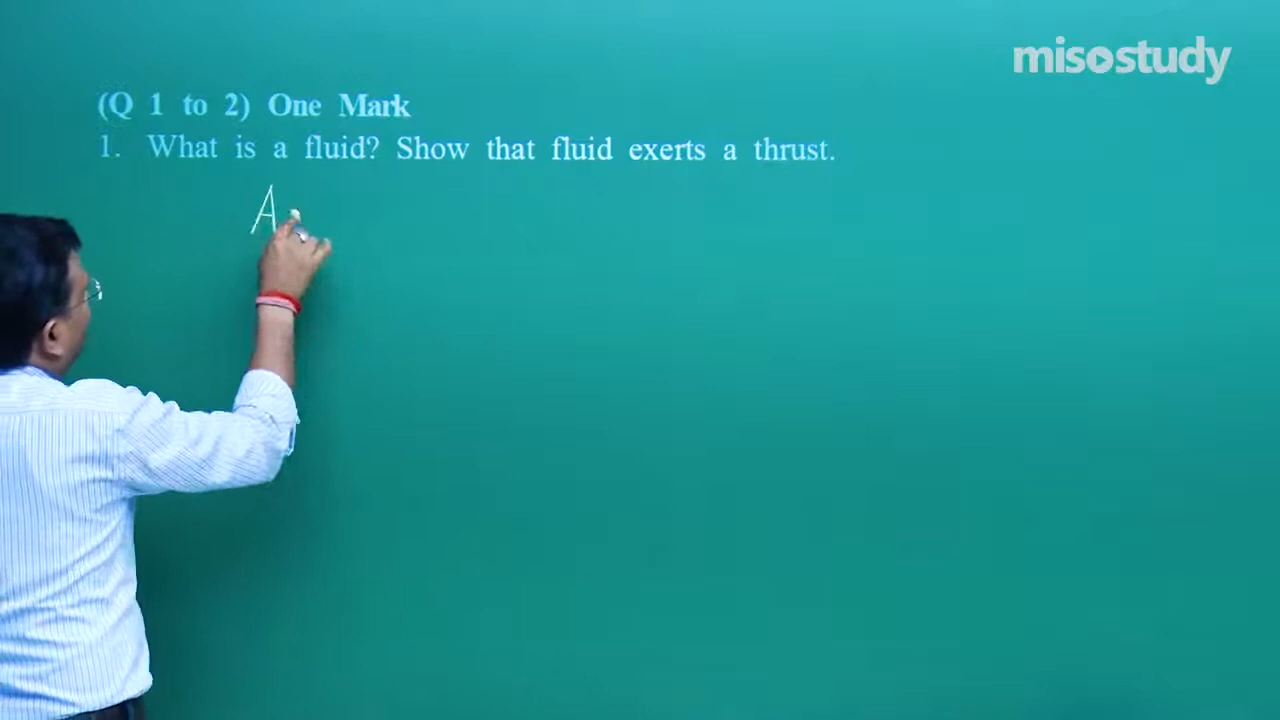 misostudy
(Q 1 to 2) One Mark
1. What is a fluid? Show that fluid exerts a thrust.
A